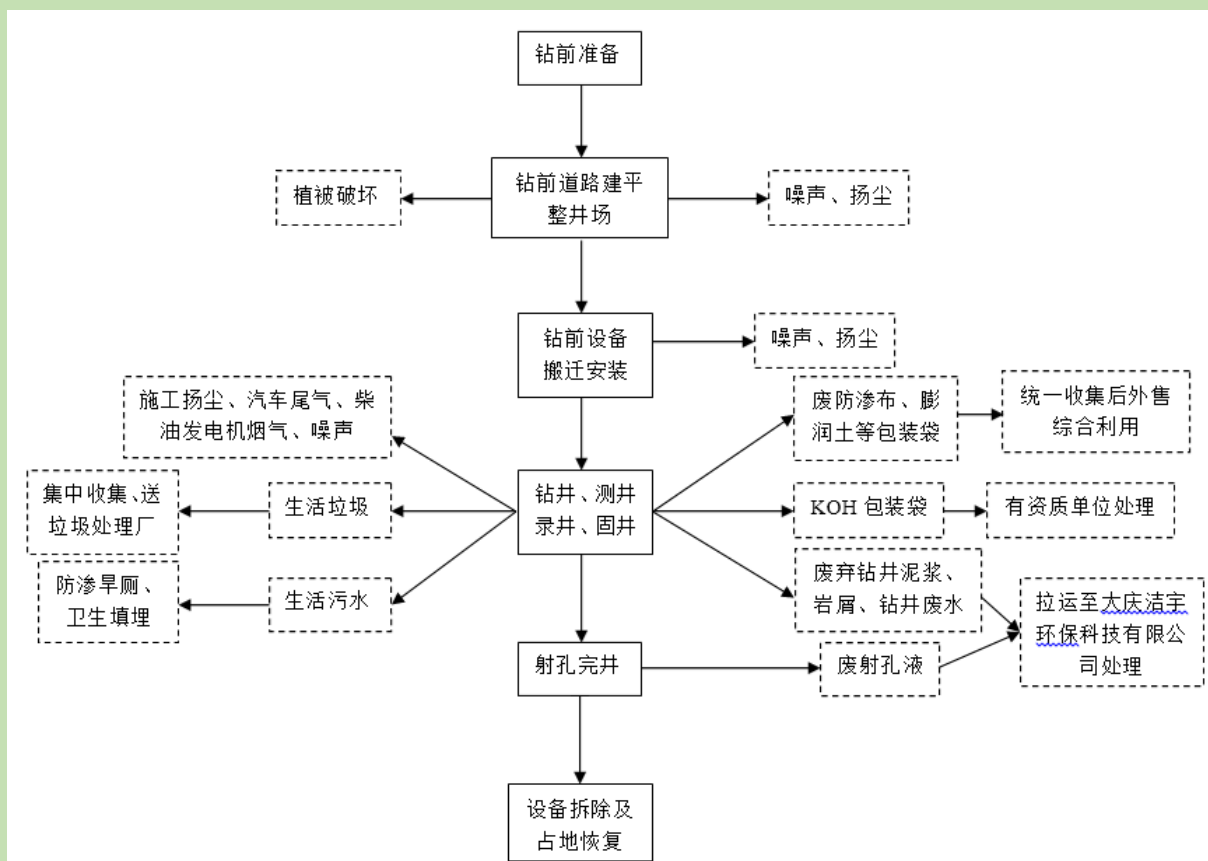 钻前准备
植被破坏
钻前道路建平
整井场
噪声、扬尘
钻前设备
搬迁安装
噪声、扬尘
施工扬尘、汽车尾气、柴
油发电机烟气、噪声
废防渗布、膨
润土等包装袋
统一收集后外售
综合利用
集中收集、送
垃圾处理厂
生活垃圾
钻井、测井
录井、固井
KOH 包装袋
有资质单位处理
防渗旱厕、
卫生填埋
生活污水
废弃钻井泥浆、
岩屑、钻井废水
拉运至大庆洁宇
环保科技有限公
司处理
射孔完井
废射孔液
设备拆除及
占地恢复